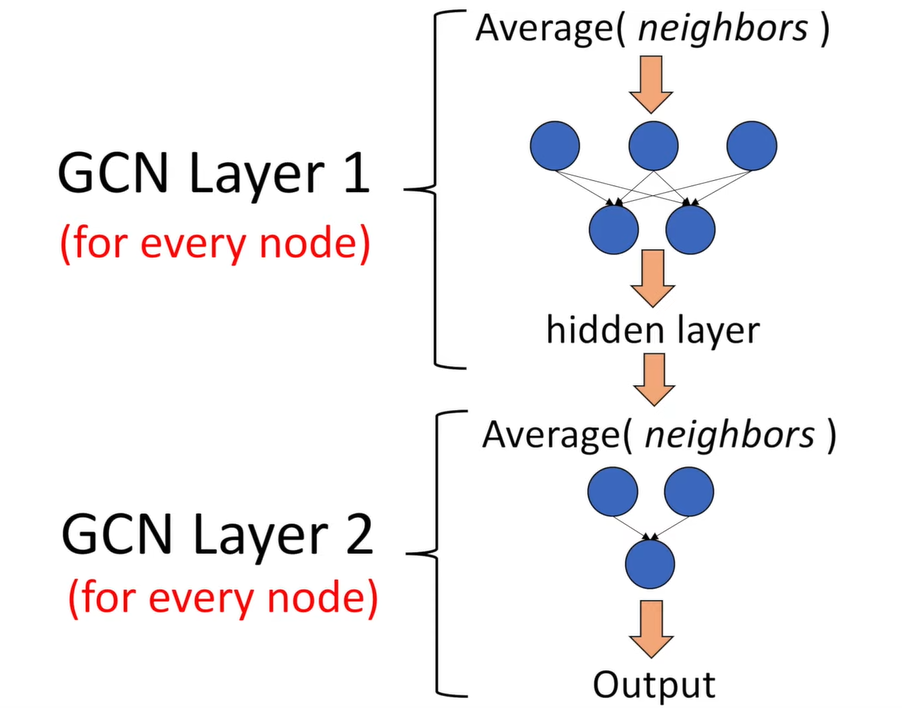 Average( neighbors )
GCN Layer 1
(for every node)
hidden layer
Average( neighbors )
GCN Layer 2
(for every node)
Output